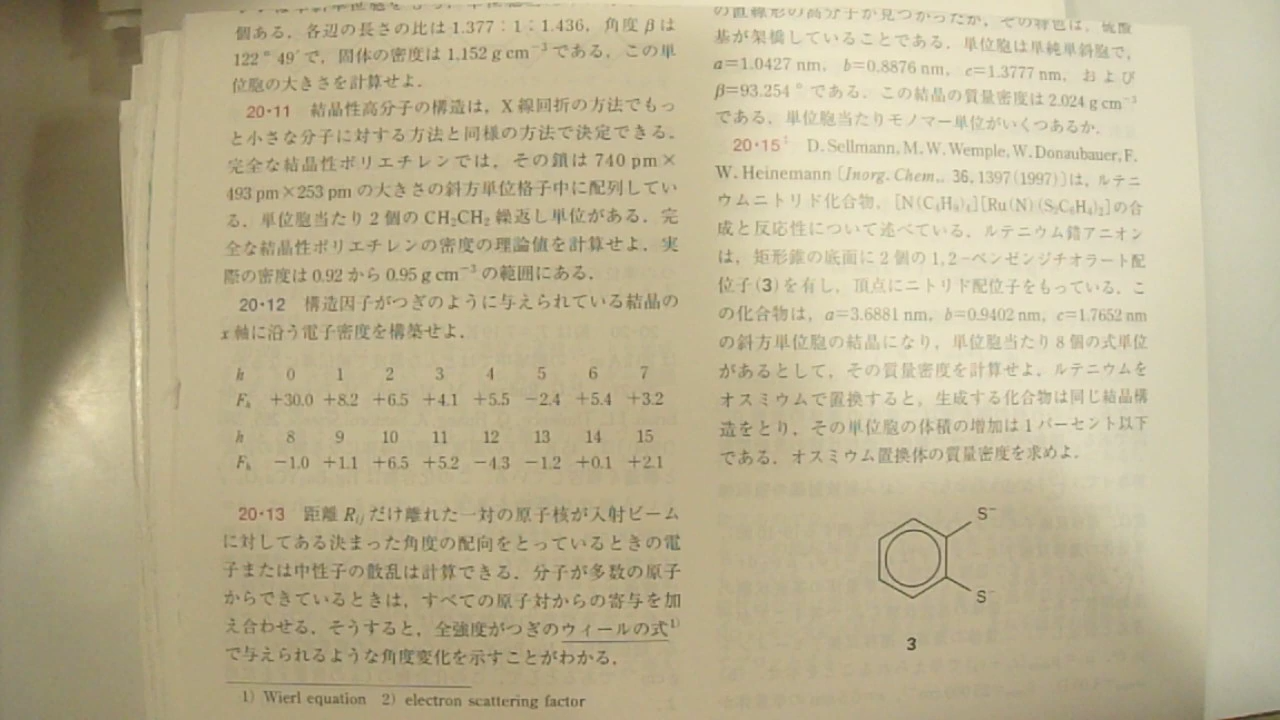 個ある．各辺の長さの比は 1.377：1：1.436，角度 β は
122°49′で，固体の密度は 1.152 g cm⁻³ である．この単
位胞の大きさを計算せよ．
20・11 結晶性高分子の構造は，X 線回折の方法でもっ
と小さな分子に対する方法と同様の方法で決定できる．
完全な結晶性ポリエチレンでは，その鎖は 740 pm×
493 pm×253 pm の大きさの斜方単位格子中に配列してい
る．単位胞当たり 2 個の CH₂CH₂ 繰返し単位がある．完
全な結晶性ポリエチレンの密度の理論値を計算せよ．実
際の密度は 0.92 から 0.95 g cm⁻³ の範囲にある．
20・12 構造因子がつぎのように与えられている結晶の
x 軸に沿う電子密度を構築せよ．
h 0 1 2 3 4 5 6 7
Fₕ +30.0 +8.2 +6.5 +4.1 +5.5 −2.4 +5.4 +3.2
h 8 9 10 11 12 13 14 15
Fₕ −1.0 +1.1 +6.5 +5.2 −4.3 −1.2 +0.1 +2.1
20・13 距離 Rᵢⱼ だけ離れた一対の原子核が入射ビーム
に対してある決まった角度の配向をとっているときの電
子または中性子の散乱は計算できる．分子が多数の原子
からできているときは，すべての原子対からの寄与を加
え合わせる．そうすると，全強度がつぎのウィールの式¹⁾
で与えられるような角度変化を示すことがわかる．
1) Wierl equation 2) electron scattering factor
の直線形の高分子が見つかったが，その特色は，硫酸
基が架橋していることである．単位胞は単純単斜胞で，
a=1.0427 nm， b=0.8876 nm， c=1.3777 nm， および
β=93.254° である．この結晶の質量密度は 2.024 g cm⁻³
である．単位胞当たりモノマー単位がいくつあるか．
20・15‡ D. Sellmann, M. W. Wemple, W. Donaubauer, F.
W. Heinemann〔Inorg. Chem., 36, 1397 (1997)〕は，ルテニ
ウムニトリド化合物，[N(C₄H₉)₄][Ru(N)(S₂C₆H₄)₂] の合
成と反応性について述べている．ルテニウム錯アニオン
は，矩形錐の底面に 2 個の 1,2-ベンゼンジチオラート配
位子(3)を有し，頂点にニトリド配位子をもっている．こ
の化合物は，a=3.6881 nm，b=0.9402 nm，c=1.7652 nm
の斜方単位胞の結晶になり，単位胞当たり 8 個の式単位
があるとして，その質量密度を計算せよ．ルテニウムを
オスミウムで置換すると，生成する化合物は同じ結晶構
造をとり，その単位胞の体積の増加は 1 パーセント以下
である．オスミウム置換体の質量密度を求めよ．
S⁻
S⁻
3